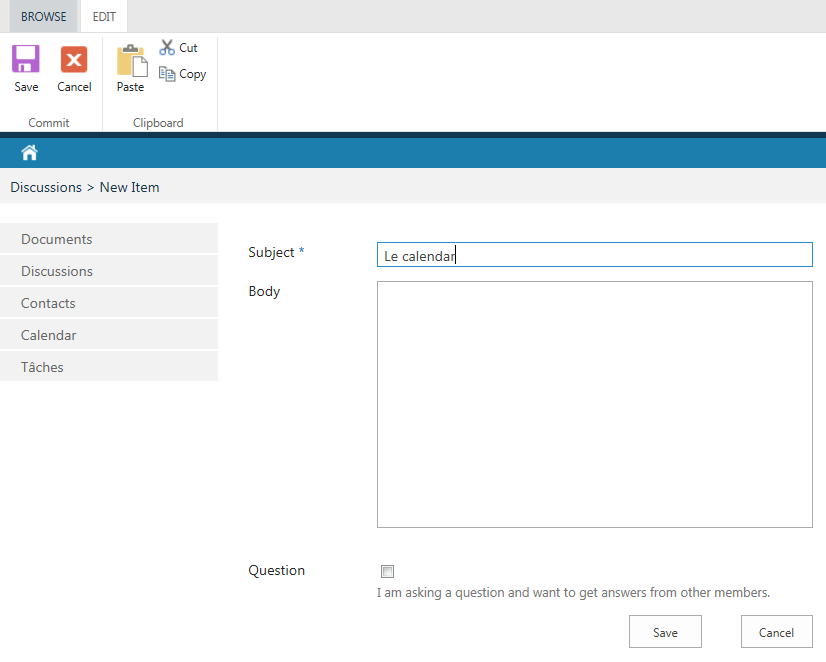 BROWSE EDIT
Save Cancel Paste Cut
Copy
Commit Clipboard
Discussions > New Item
Documents
Discussions
Contacts
Calendar
Tâches
Subject * Le calendar
Body
Question
I am asking a question and want to get answers from other members.
Save Cancel